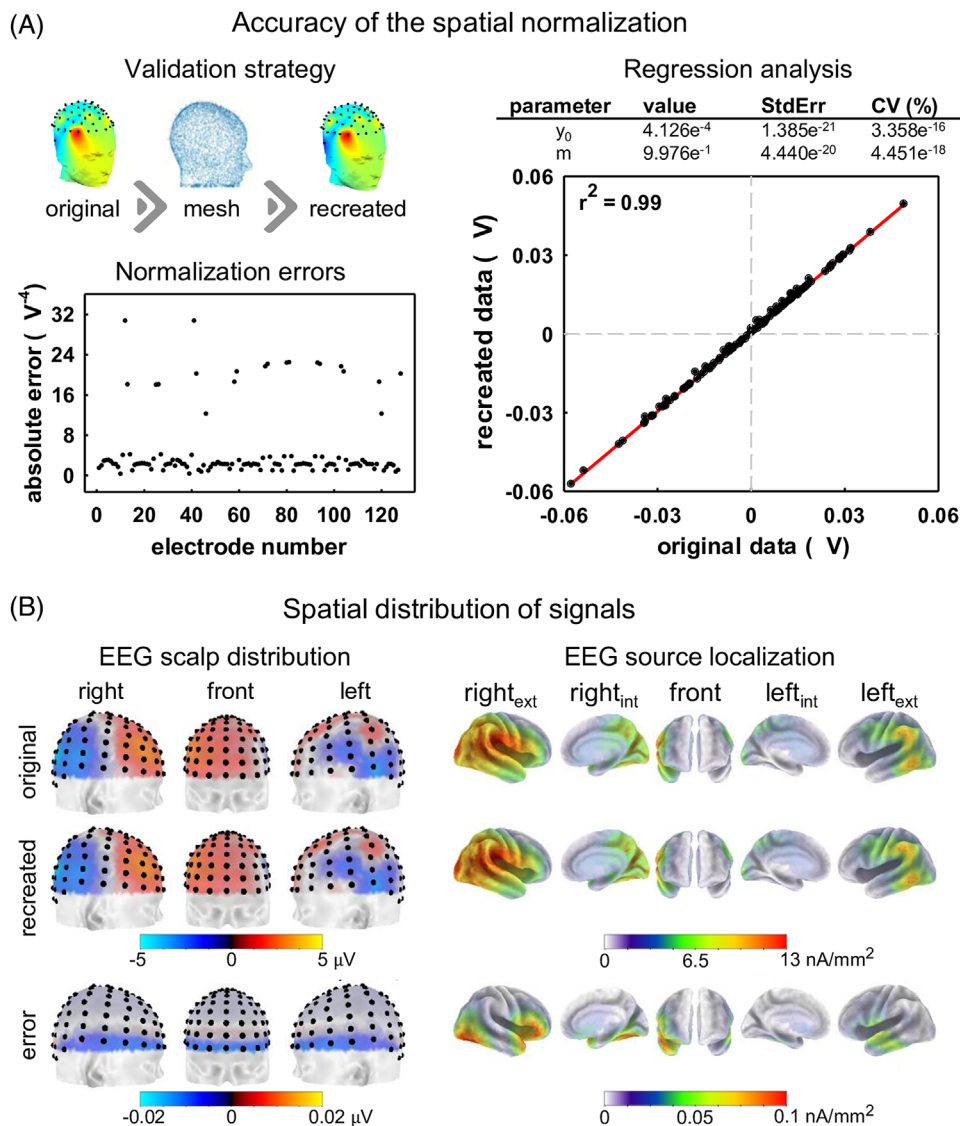 (A) Accuracy of the spatial normalization
Validation strategy
original mesh recreated
Normalization errors
absolute error ( V⁻⁴)
32
24
16
8
0
0 20 40 60 80 100 120
electrode number
Regression analysis
parameter value StdErr CV (%)
y₀ 4.126e⁻⁴ 1.385e⁻²¹ 3.358e⁻¹⁶
m 9.976e⁻¹ 4.440e⁻²⁰ 4.451e⁻¹⁸
r² = 0.99
recreated data ( V)
0.06
0.03
0
-0.03
-0.06
-0.06 -0.03 0 0.03 0.06
original data ( V)
(B) Spatial distribution of signals
EEG scalp distribution
right front left
EEG source localization
right_ext right_int front left_int left_ext
original
recreated
-5 0 5 µV
0 6.5 13 nA/mm²
error
-0.02 0 0.02 µV
0 0.05 0.1 nA/mm²